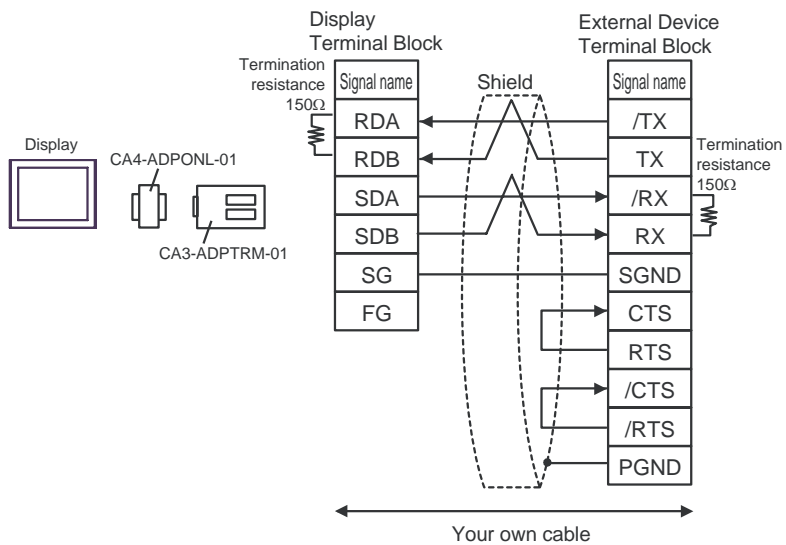 Display
Terminal Block
External Device
Terminal Block
Termination
resistance
150Ω
Signal name
RDA
RDB
SDA
SDB
SG
FG
Shield
Signal name
/TX
TX
/RX
RX
SGND
CTS
RTS
/CTS
/RTS
PGND
Termination
resistance
150Ω
Display
CA4-ADPONL-01
CA3-ADPTRM-01
Your own cable